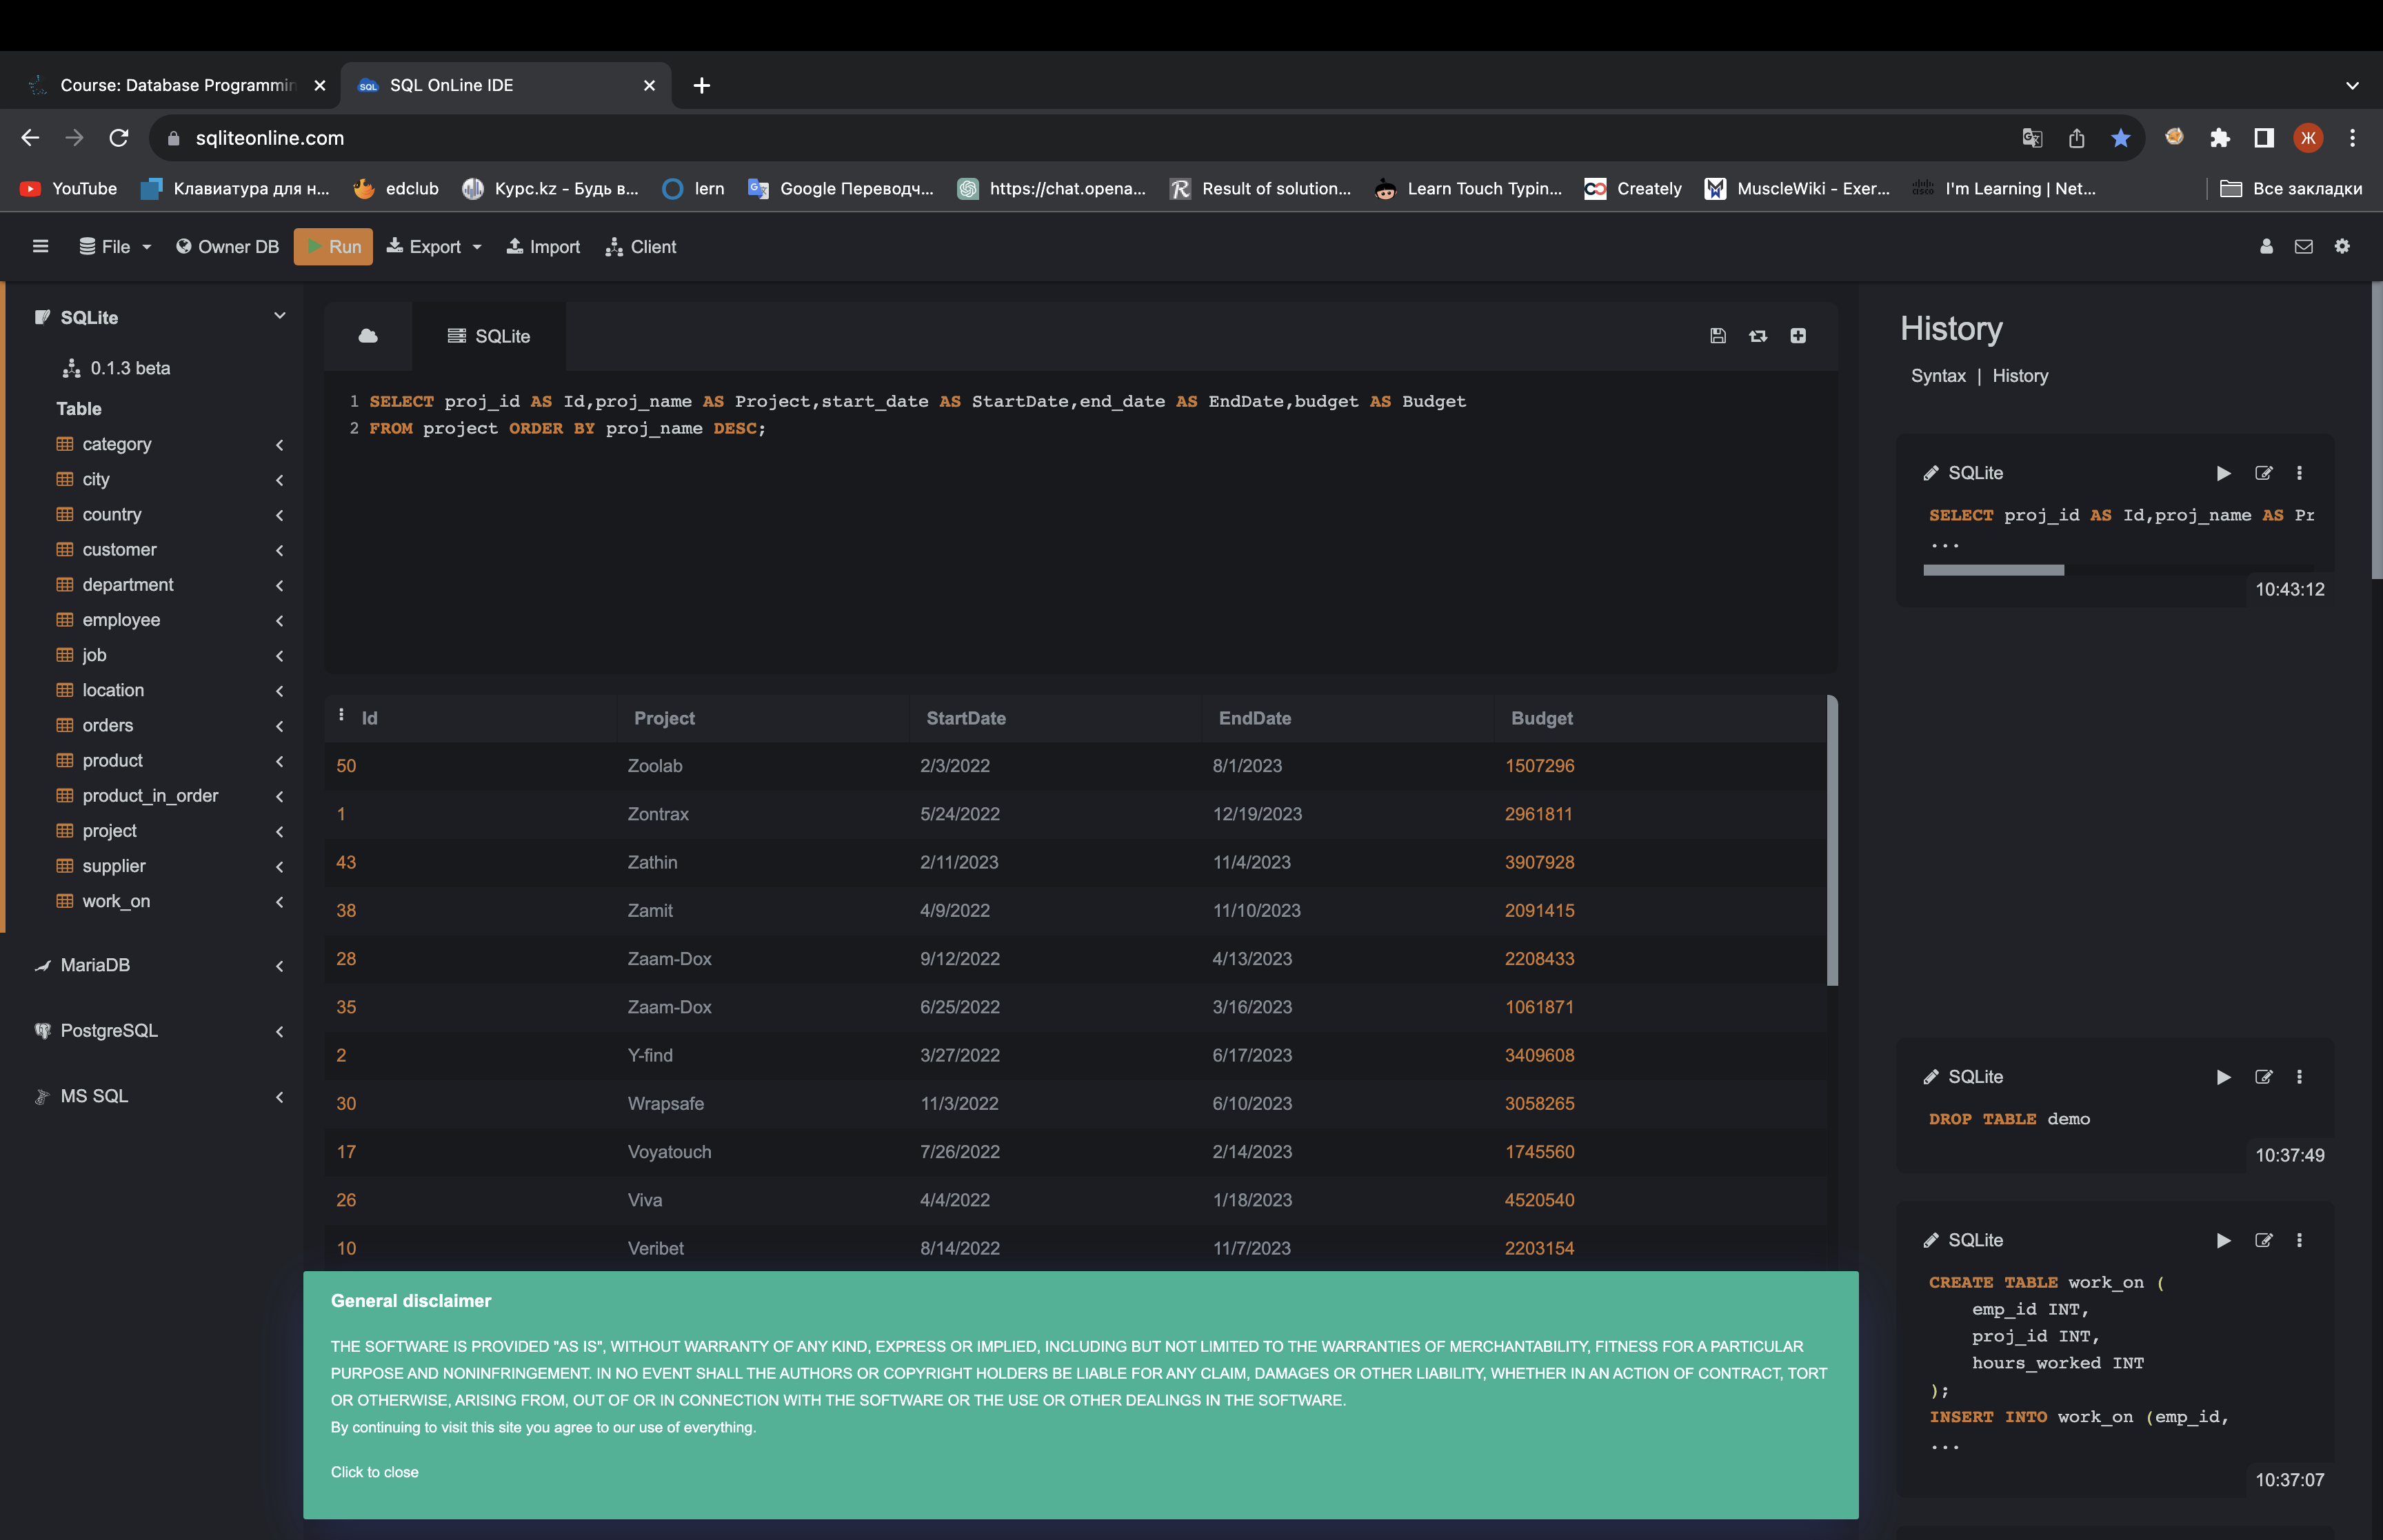 Course: Database Programmin
SQL OnLine IDE
sqliteonline.com
Ж
YouTube
Клавиатура для н...
edclub
Курс.kz - Будь в...
lern
Google Переводч...
https://chat.opena...
Result of solution...
Learn Touch Typin...
Creately
MuscleWiki - Exer...
I'm Learning | Net...
Все закладки
File
Owner DB
Run
Export
Import
Client
SQLite
0.1.3 beta
Table
category
city
country
customer
department
employee
job
location
orders
product
product_in_order
project
supplier
work_on
MariaDB
PostgreSQL
MS SQL
SQLite
1 SELECT proj_id AS Id,proj_name AS Project,start_date AS StartDate,end_date AS EndDate,budget AS Budget
2 FROM project ORDER BY proj_name DESC;
Id Project StartDate EndDate Budget
50 Zoolab 2/3/2022 8/1/2023 1507296
1 Zontrax 5/24/2022 12/19/2023 2961811
43 Zathin 2/11/2023 11/4/2023 3907928
38 Zamit 4/9/2022 11/10/2023 2091415
28 Zaam-Dox 9/12/2022 4/13/2023 2208433
35 Zaam-Dox 6/25/2022 3/16/2023 1061871
2 Y-find 3/27/2022 6/17/2023 3409608
30 Wrapsafe 11/3/2022 6/10/2023 3058265
17 Voyatouch 7/26/2022 2/14/2023 1745560
26 Viva 4/4/2022 1/18/2023 4520540
10 Veribet 8/14/2022 11/7/2023 2203154
General disclaimer
THE SOFTWARE IS PROVIDED "AS IS", WITHOUT WARRANTY OF ANY KIND, EXPRESS OR IMPLIED, INCLUDING BUT NOT LIMITED TO THE WARRANTIES OF MERCHANTABILITY, FITNESS FOR A PARTICULAR
PURPOSE AND NONINFRINGEMENT. IN NO EVENT SHALL THE AUTHORS OR COPYRIGHT HOLDERS BE LIABLE FOR ANY CLAIM, DAMAGES OR OTHER LIABILITY, WHETHER IN AN ACTION OF CONTRACT, TORT
OR OTHERWISE, ARISING FROM, OUT OF OR IN CONNECTION WITH THE SOFTWARE OR THE USE OR OTHER DEALINGS IN THE SOFTWARE.
By continuing to visit this site you agree to our use of everything.
Click to close
History
Syntax | History
SQLite
SELECT proj_id AS Id,proj_name AS Pr
...
10:43:12
SQLite
DROP TABLE demo
10:37:49
SQLite
CREATE TABLE work_on (
emp_id INT,
proj_id INT,
hours_worked INT
);
INSERT INTO work_on (emp_id,
...
10:37:07